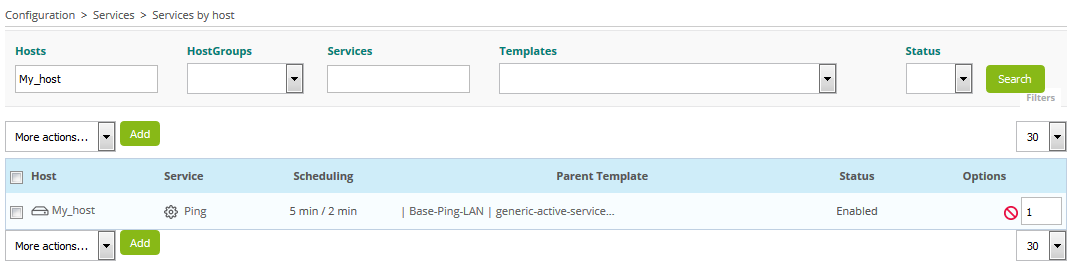 Configuration > Services > Services by host
Hosts HostGroups Services Templates Status
My_host Search
Filters
More actions... Add 30
Host Service Scheduling Parent Template Status Options
My_host Ping 5 min / 2 min | Base-Ping-LAN | generic-active-service... Enabled 1
More actions... Add 30